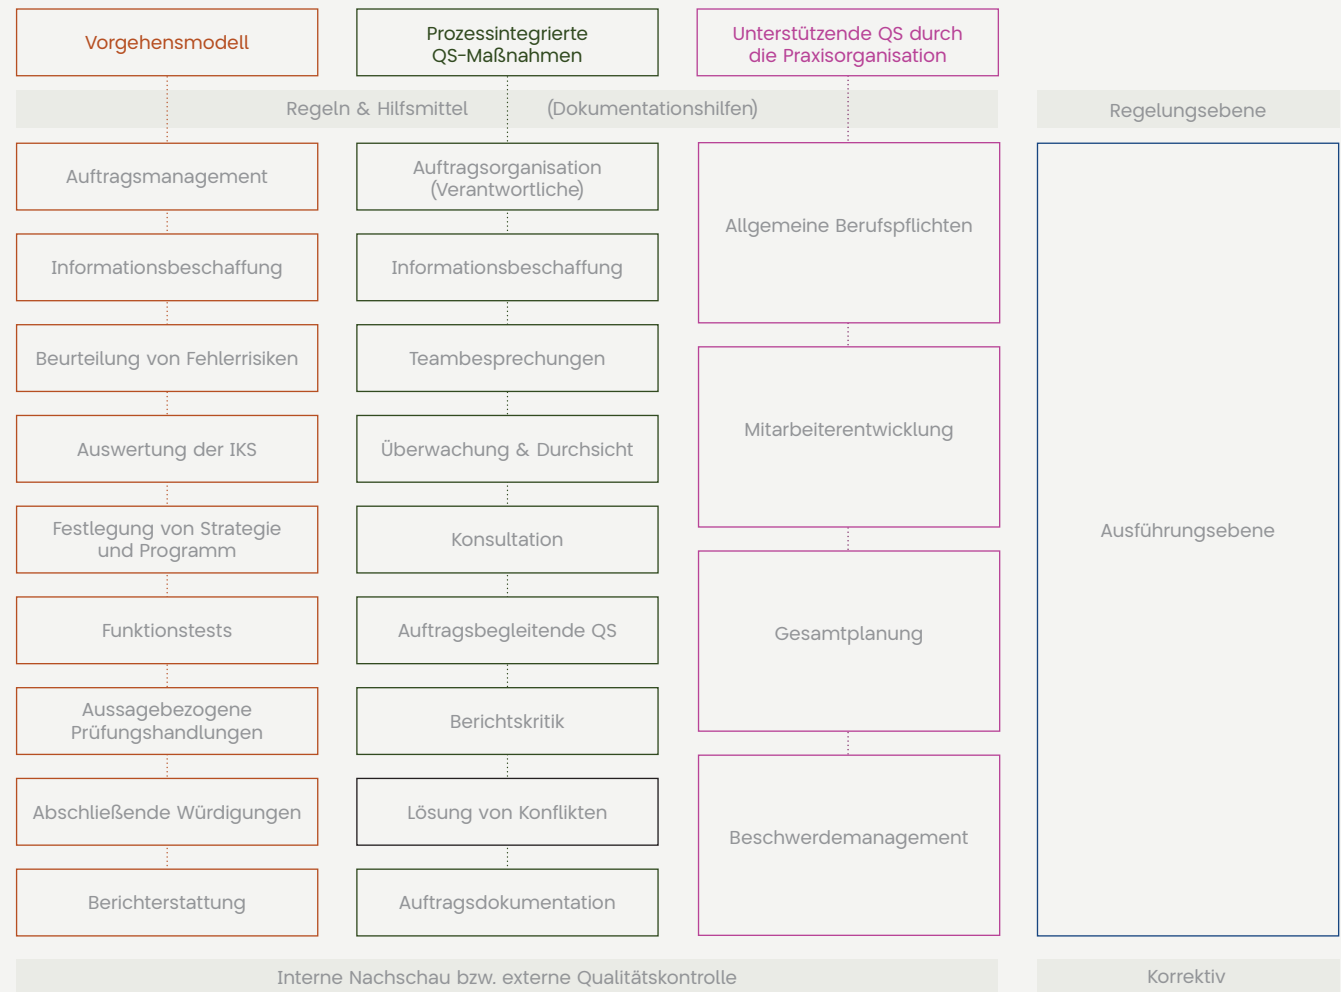 Vorgehensmodell
Prozessintegrierte
QS-Maßnahmen
Unterstützende QS durch
die Praxisorganisation
Regeln & Hilfsmittel (Dokumentationshilfen)
Regelungsebene
Auftragsmanagement
Informationsbeschaffung
Beurteilung von Fehlerrisiken
Auswertung der IKS
Festlegung von Strategie
und Programm
Funktionstests
Aussagebezogene
Prüfungshandlungen
Abschließende Würdigungen
Berichterstattung
Auftragsorganisation
(Verantwortliche)
Informationsbeschaffung
Teambesprechungen
Überwachung & Durchsicht
Konsultation
Auftragsbegleitende QS
Berichtskritik
Lösung von Konflikten
Auftragsdokumentation
Allgemeine Berufspflichten
Mitarbeiterentwicklung
Gesamtplanung
Beschwerdemanagement
Ausführungsebene
Interne Nachschau bzw. externe Qualitätskontrolle
Korrektiv